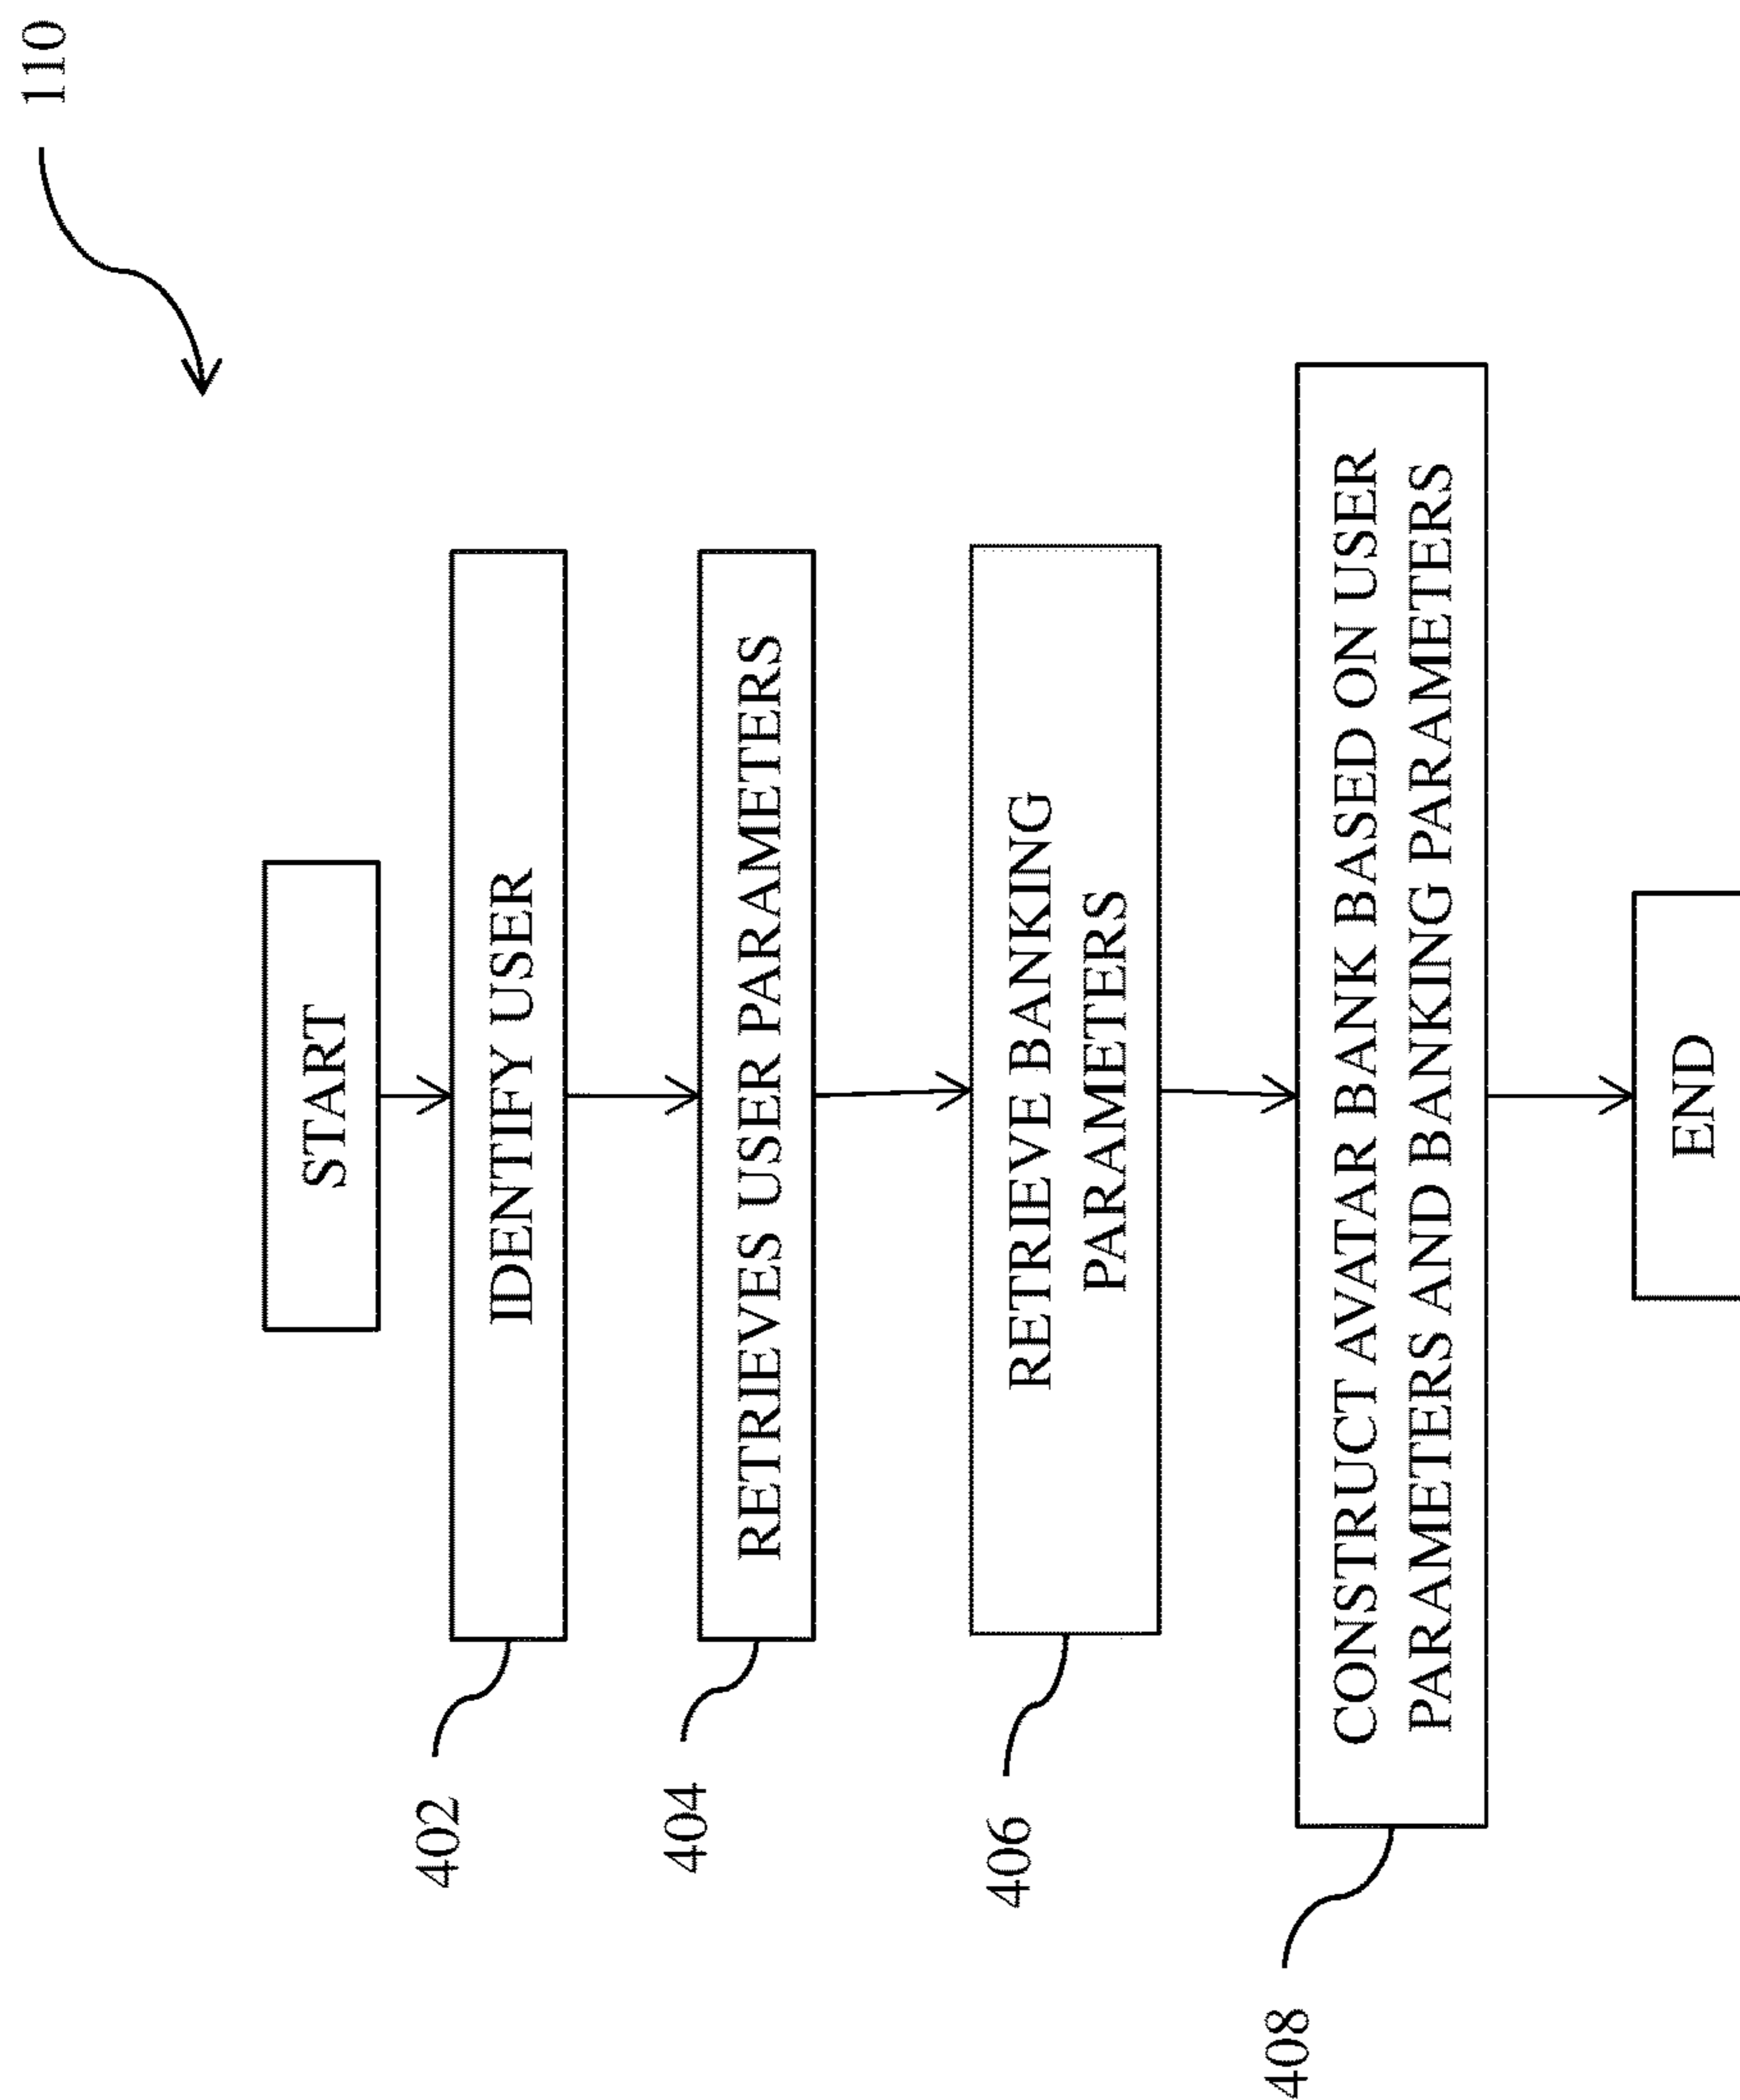 110
START
402
IDENTIFY USER
404
RETRIEVES USER PARAMETERS
406
RETRIEVE BANKING
PARAMETERS
408
CONSTRUCT AVATAR BANK BASED ON USER
PARAMETERS AND BANKING PARAMETERS
END